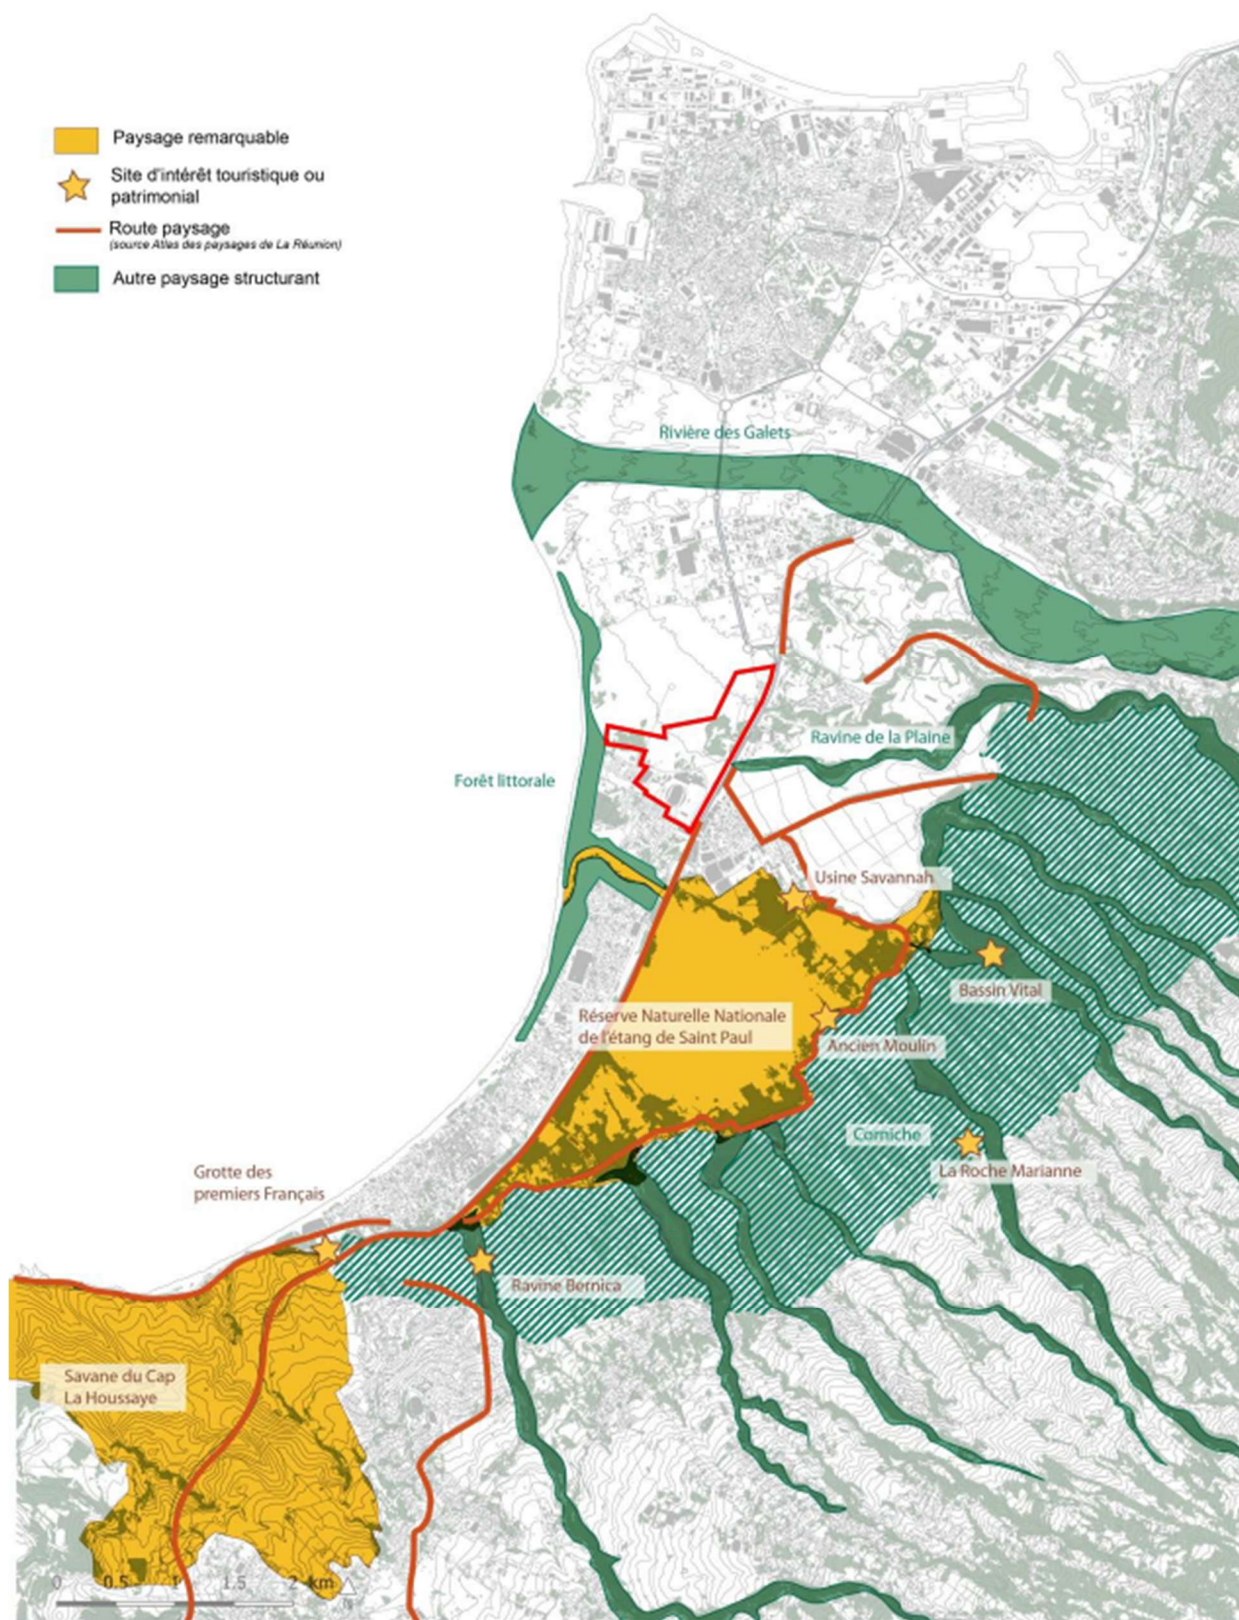 Paysage remarquable
Site d'intérêt touristique ou
patrimonial
Route paysage
(source Atlas des paysages de La Réunion)
Autre paysage structurant
Rivière des Galets
Ravine de la Plaine
Forêt littorale
Usine Savannah
Bassin Vital
Réserve Naturelle Nationale
de l'étang de Saint Paul
Ancien Moulin
Corniche
La Roche Marianne
Grotte des
premiers Français
Ravine Bernica
Savane du Cap
La Houssaye
0 0.5 1 1.5 2 km